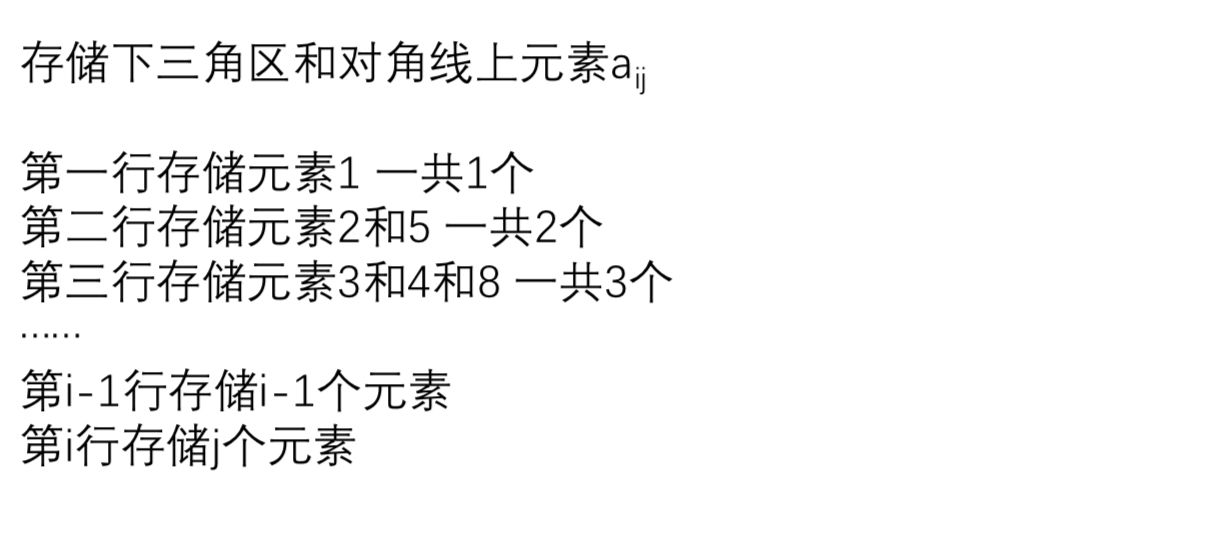 存储下三角区和对角线上元素aij
第一行存储元素1 一共1个
第二行存储元素2和5 一共2个
第三行存储元素3和4和8 一共3个
……
第i-1行存储i-1个元素
第i行存储j个元素